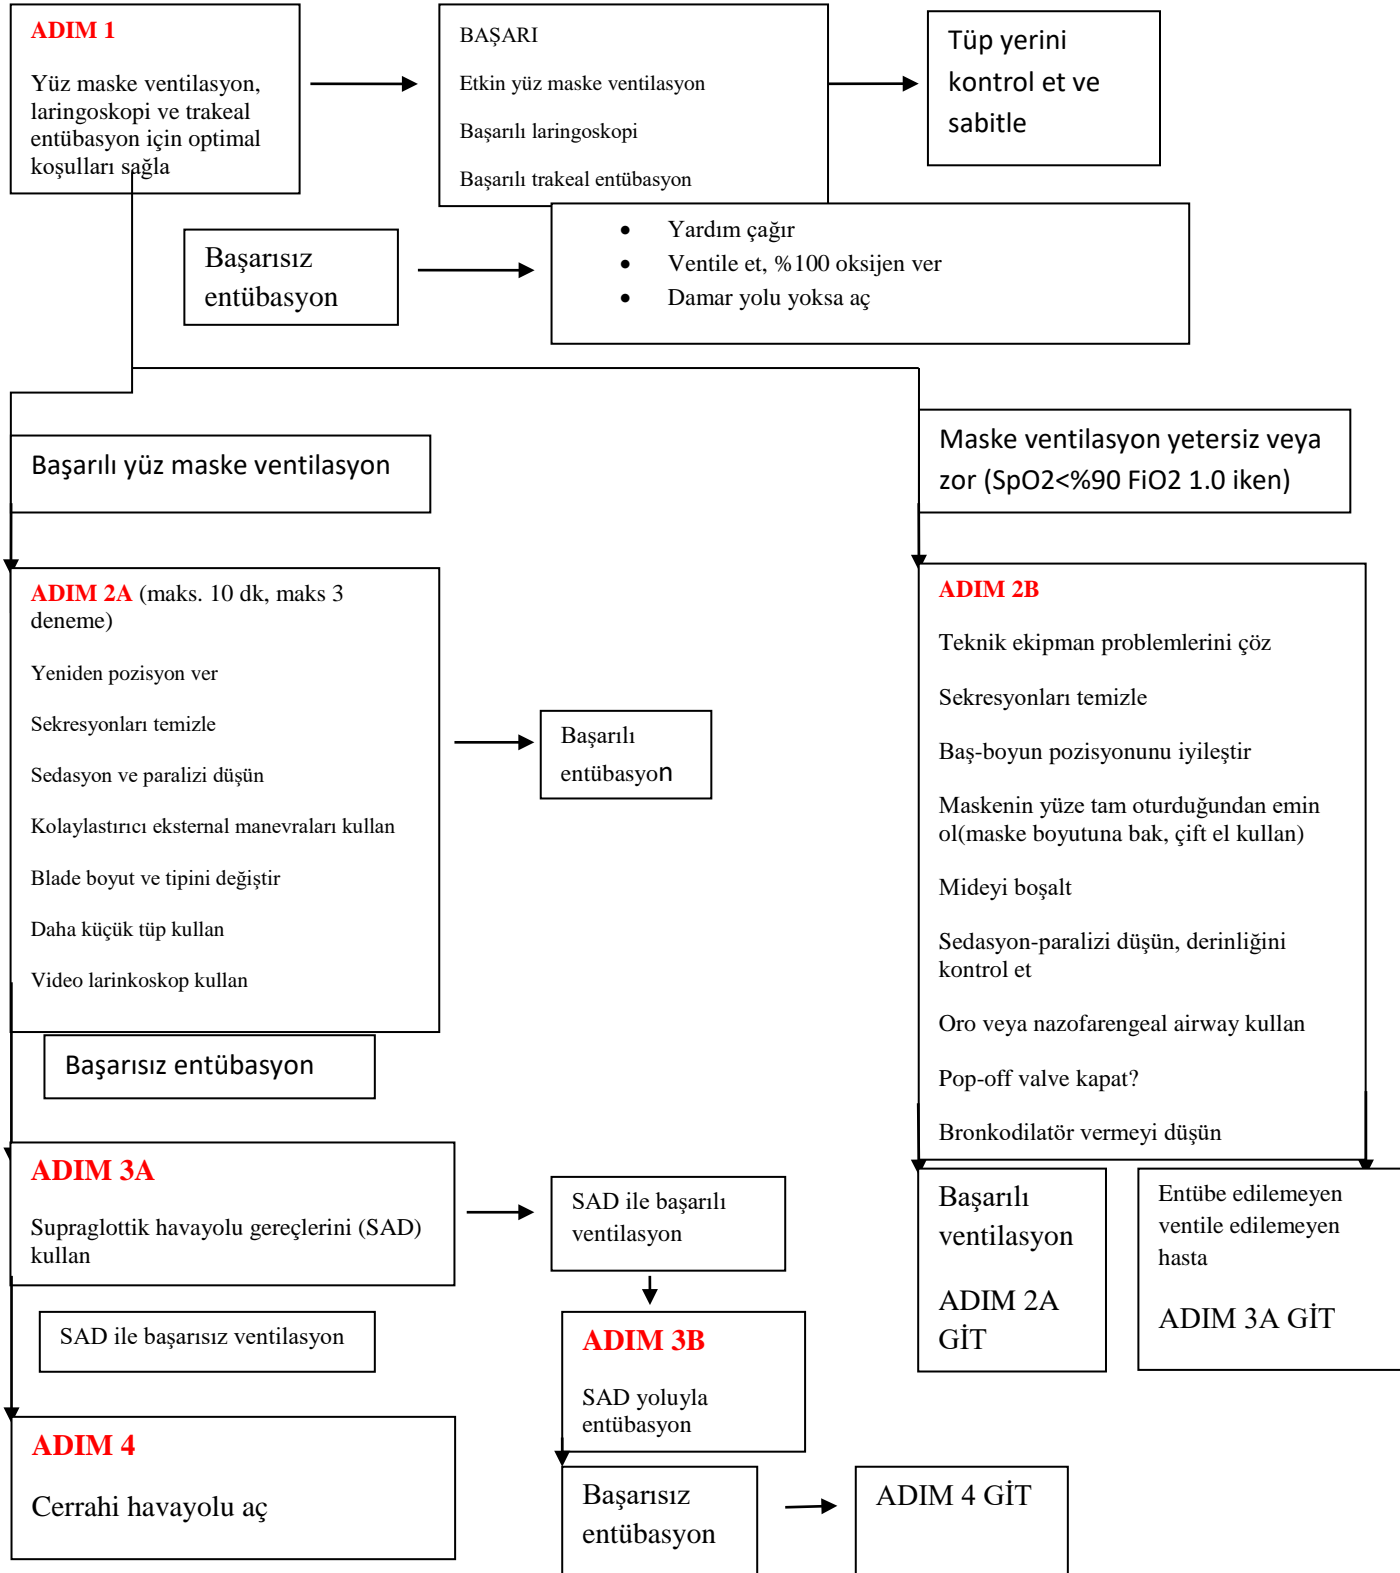 ADIM 1
Yüz maske ventilasyon,
laringoskopi ve trakeal
entübasyon için optimal
koşulları sağla
BAŞARI
Etkin yüz maske ventilasyon
Başarılı laringoskopi
Başarılı trakeal entübasyon
Tüp yerini
kontrol et ve
sabitle
Başarısız
entübasyon
• Yardım çağır
• Ventile et, %100 oksijen ver
• Damar yolu yoksa aç
Başarılı yüz maske ventilasyon
Maske ventilasyon yetersiz veya
zor (SpO2<%90 FiO2 1.0 iken)
ADIM 2A (maks. 10 dk, maks 3
deneme)
Yeniden pozisyon ver
Sekresyonları temizle
Sedasyon ve paralizi düşün
Kolaylastırıcı eksternal manevraları kullan
Blade boyut ve tipini değiştir
Daha küçük tüp kullan
Video larinkoskop kullan
Başarılı
entübasyon
ADIM 2B
Teknik ekipman problemlerini çöz
Sekresyonları temizle
Baş-boyun pozisyonunu iyileştir
Maskenin yüze tam oturduğundan emin
ol(maske boyutuna bak, çift el kullan)
Mideyi boşalt
Sedasyon-paralizi düşün, derinliğini
kontrol et
Oro veya nazofarengeal airway kullan
Pop-off valve kapat?
Bronkodilatör vermeyi düşün
Başarısız entübasyon
ADIM 3A
Supraglottik havayolu gereçlerini (SAD)
kullan
SAD ile başarılı
ventilasyon
Başarılı
ventilasyon
ADIM 2A
GİT
Entübe edilemeyen
ventile edilemeyen
hasta
ADIM 3A GİT
SAD ile başarısız ventilasyon
ADIM 3B
SAD yoluyla
entübasyon
ADIM 4
Cerrahi havayolu aç
Başarısız
entübasyon
ADIM 4 GİT